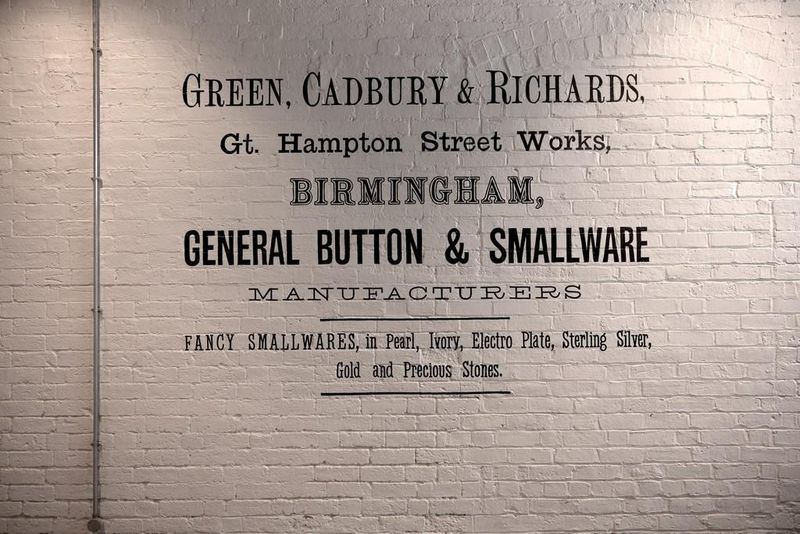 GREEN, CADBURY & RICHARDS,
Gt. Hampton Street Works,
BIRMINGHAM,
GENERAL BUTTON & SMALLWARE
MANUFACTURERS
FANCY SMALLWARES, in Pearl, Ivory, Electro Plate, Sterling Silver,
Gold and Precious Stones.